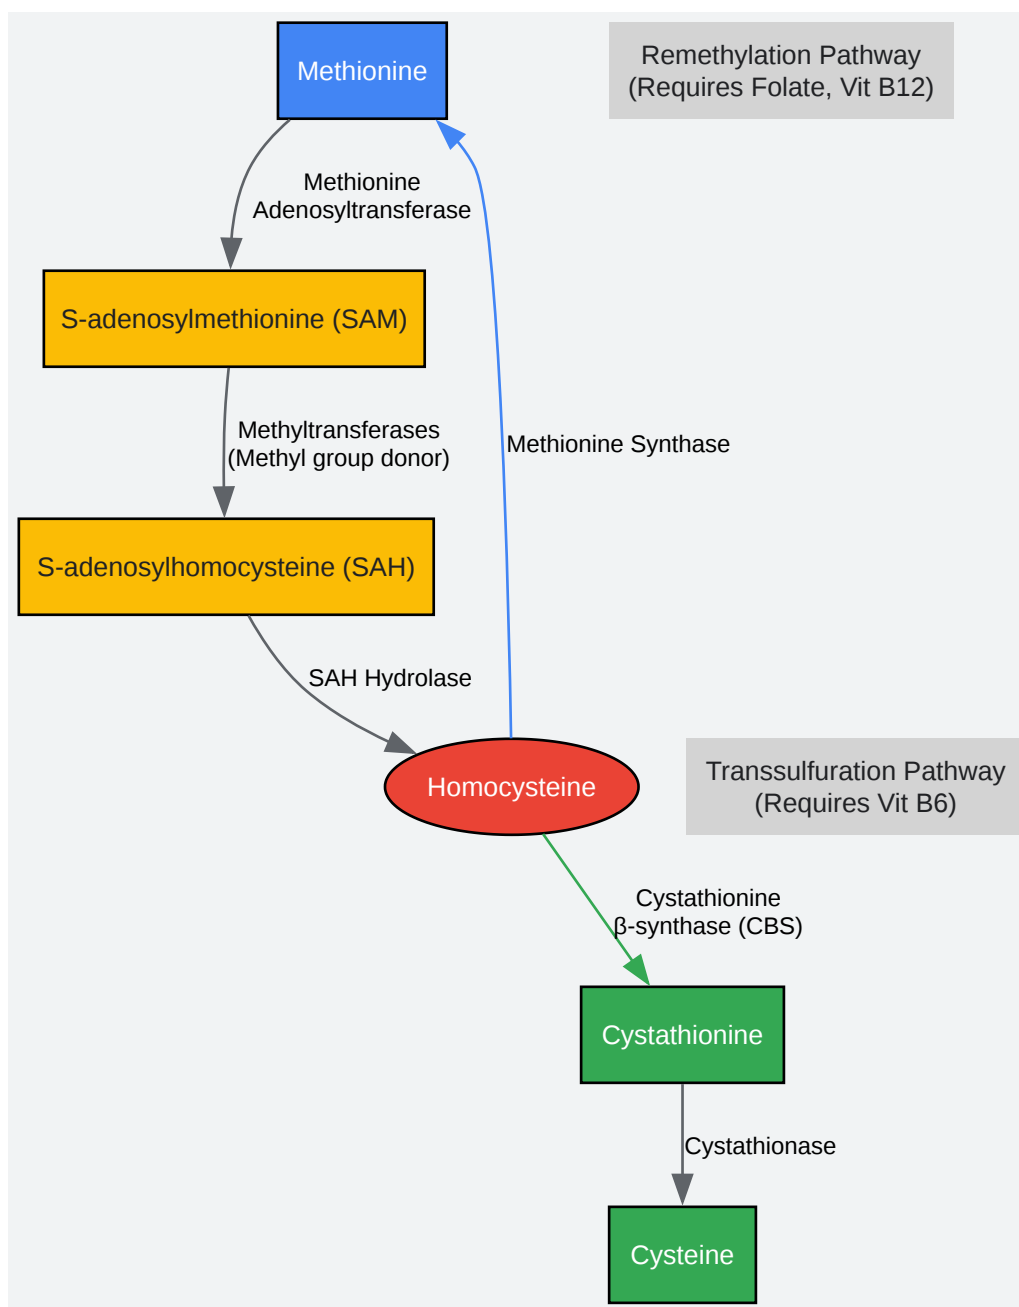 Methionine
Remethylation Pathway
(Requires Folate, Vit B12)
Methionine
Adenosyltransferase
S-adenosylmethionine (SAM)
Methyltransferases
(Methyl group donor)
Methionine Synthase
S-adenosylhomocysteine (SAH)
SAH Hydrolase
Homocysteine
Transsulfuration Pathway
(Requires Vit B6)
Cystathionine
β-synthase (CBS)
Cystathionine
Cystathionase
Cysteine